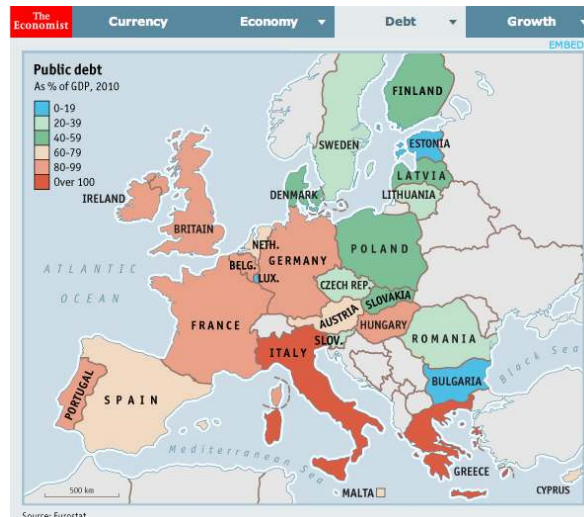 The
Economist
Currency
Economy
Debt
Growth
EMBED
Public debt
As % of GDP, 2010
0-19
20-39
40-59
60-79
80-99
Over 100
FINLAND
SWEDEN
ESTONIA
LATVIA
LITHUANIA
DENMARK
IRELAND
BRITAIN
NETH.
BELG.
GERMANY
POLAND
LUX.
CZECH REP.
SLOVAKIA
ATLANTIC
OCEAN
FRANCE
AUSTRIA
HUNGARY
SLOV.
ROMANIA
ITALY
BULGARIA
Black Sea
PORTUGAL
SPAIN
Mediterranean Sea
GREECE
MALTA
CYPRUS
500 km
Source: Eurostat